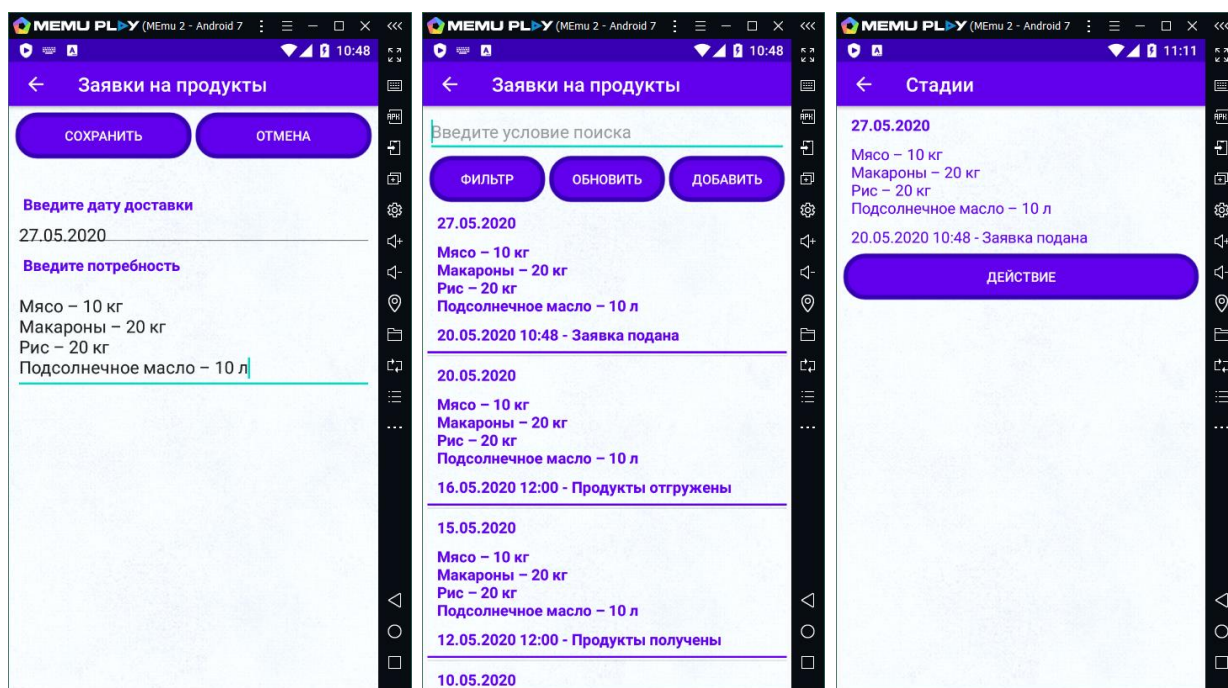 MEMU PLAY (MEmu 2 - Android 7
10:48
Заявки на продукты
СОХРАНИТЬ
ОТМЕНА
Введите дату доставки
27.05.2020
Введите потребность
Мясо – 10 кг
Макароны – 20 кг
Рис – 20 кг
Подсолнечное масло – 10 л
APK
MEMU PLAY (MEmu 2 - Android 7
10:48
Заявки на продукты
Введите условие поиска
ФИЛЬТР
ОБНОВИТЬ
ДОБАВИТЬ
27.05.2020
Мясо – 10 кг
Макароны – 20 кг
Рис – 20 кг
Подсолнечное масло – 10 л
20.05.2020 10:48 - Заявка подана
20.05.2020
Мясо – 10 кг
Макароны – 20 кг
Рис – 20 кг
Подсолнечное масло – 10 л
16.05.2020 12:00 - Продукты отгружены
15.05.2020
Мясо – 10 кг
Макароны – 20 кг
Рис – 20 кг
Подсолнечное масло – 10 л
12.05.2020 12:00 - Продукты получены
10.05.2020
APK
MEMU PLAY (MEmu 2 - Android 7
11:11
Стадии
27.05.2020
Мясо – 10 кг
Макароны – 20 кг
Рис – 20 кг
Подсолнечное масло – 10 л
20.05.2020 10:48 - Заявка подана
ДЕЙСТВИЕ
APK